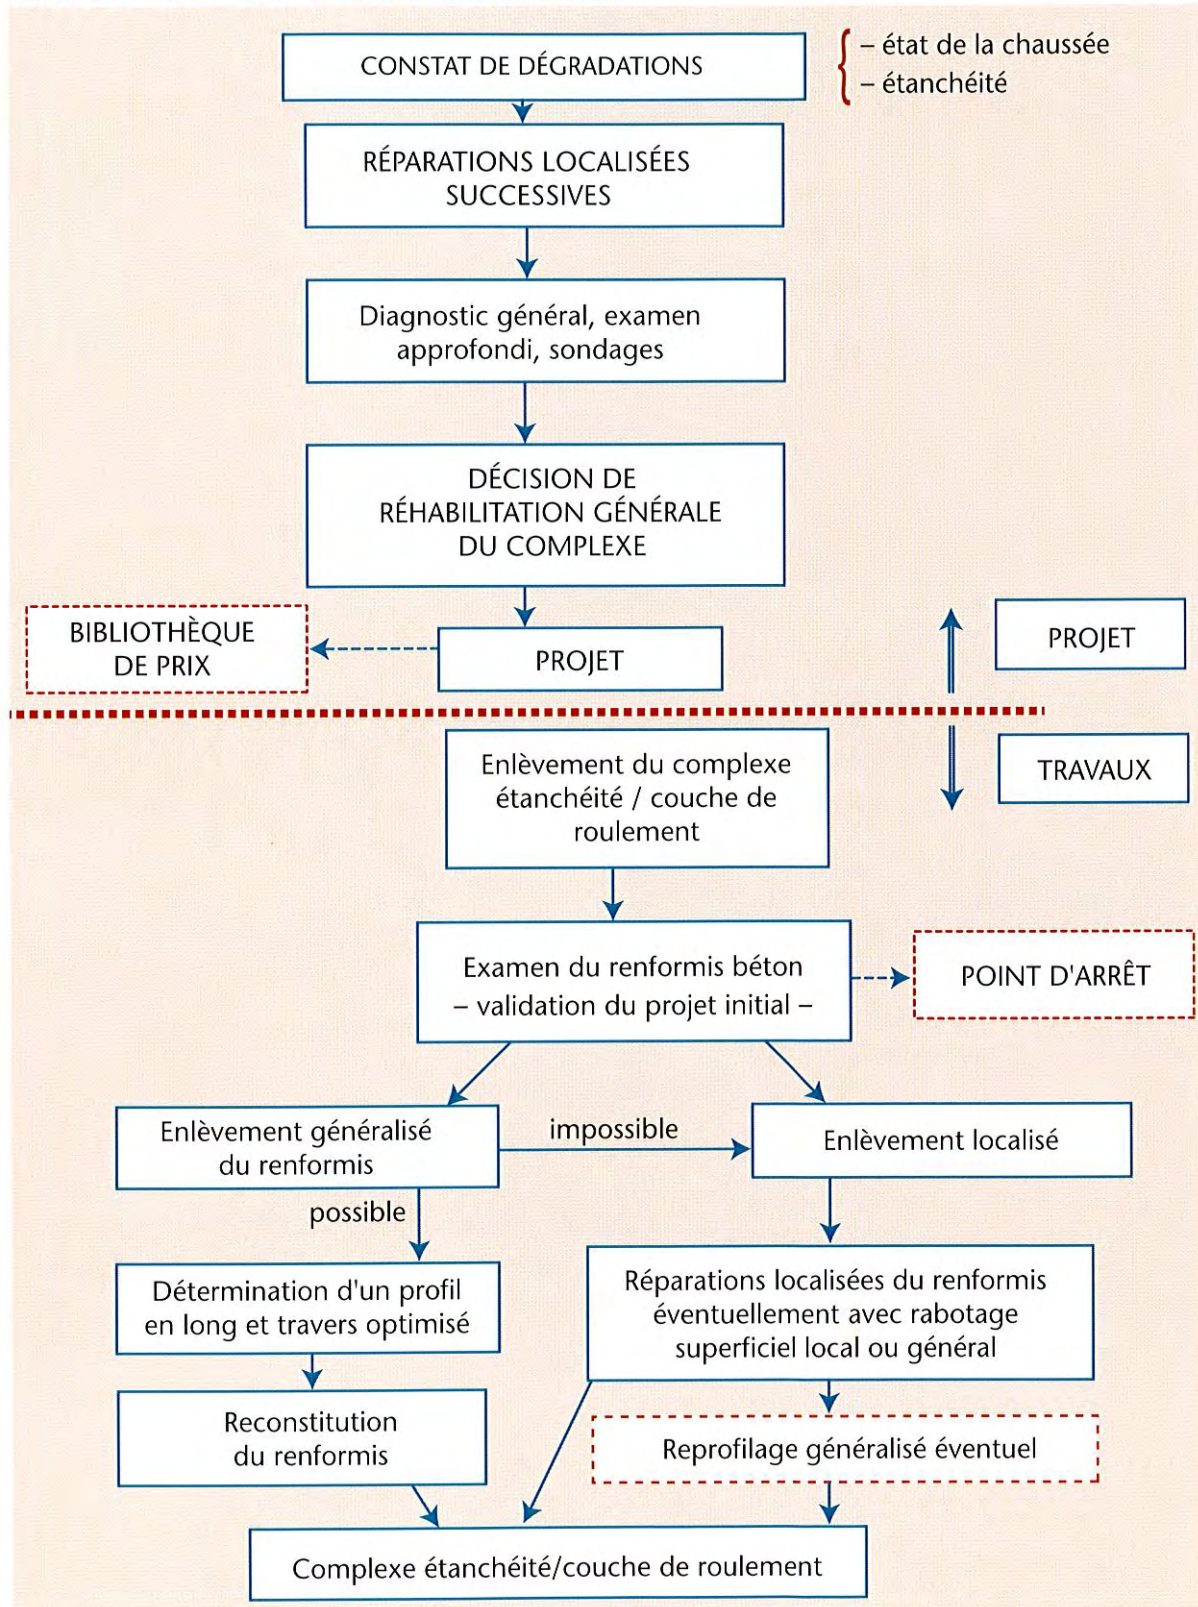 CONSTAT DE DÉGRADATIONS
– état de la chaussée
– étanchéité
RÉPARATIONS LOCALISÉES
SUCCESSIVES
Diagnostic général, examen
approfondi, sondages
DÉCISION DE
RÉHABILITATION GÉNÉRALE
DU COMPLEXE
BIBLIOTHÈQUE
DE PRIX
PROJET
PROJET
TRAVAUX
Enlèvement du complexe
étanchéité / couche de
roulement
Examen du renformis béton
– validation du projet initial –
POINT D'ARRÊT
Enlèvement généralisé
du renformis
impossible
Enlèvement localisé
possible
Détermination d'un profil
en long et travers optimisé
Réparations localisées du renformis
éventuellement avec rabotage
superficiel local ou général
Reconstitution
du renformis
Reprofilage généralisé éventuel
Complexe étanchéité/couche de roulement